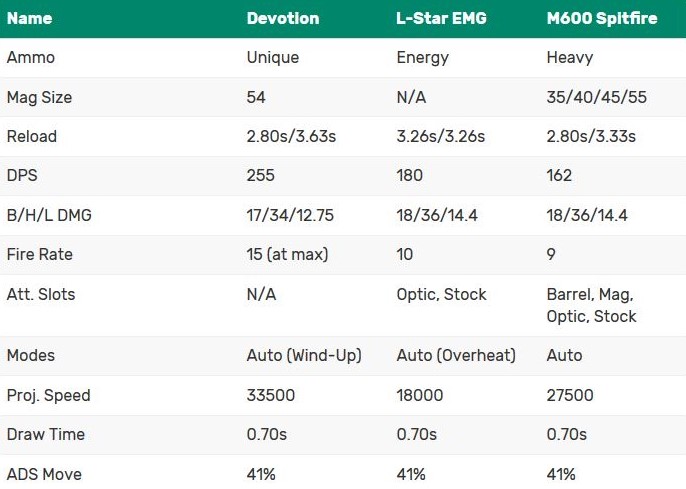 Name Devotion L-Star EMG M600 Spitfire
Ammo Unique Energy Heavy
Mag Size 54 N/A 35/40/45/55
Reload 2.80s/3.63s 3.26s/3.26s 2.80s/3.33s
DPS 255 180 162
B/H/L DMG 17/34/12.75 18/36/14.4 18/36/14.4
Fire Rate 15 (at max) 10 9
Att. Slots N/A Optic, Stock Barrel, Mag,
Optic, Stock
Modes Auto (Wind-Up) Auto (Overheat) Auto
Proj. Speed 33500 18000 27500
Draw Time 0.70s 0.70s 0.70s
ADS Move 41% 41% 41%